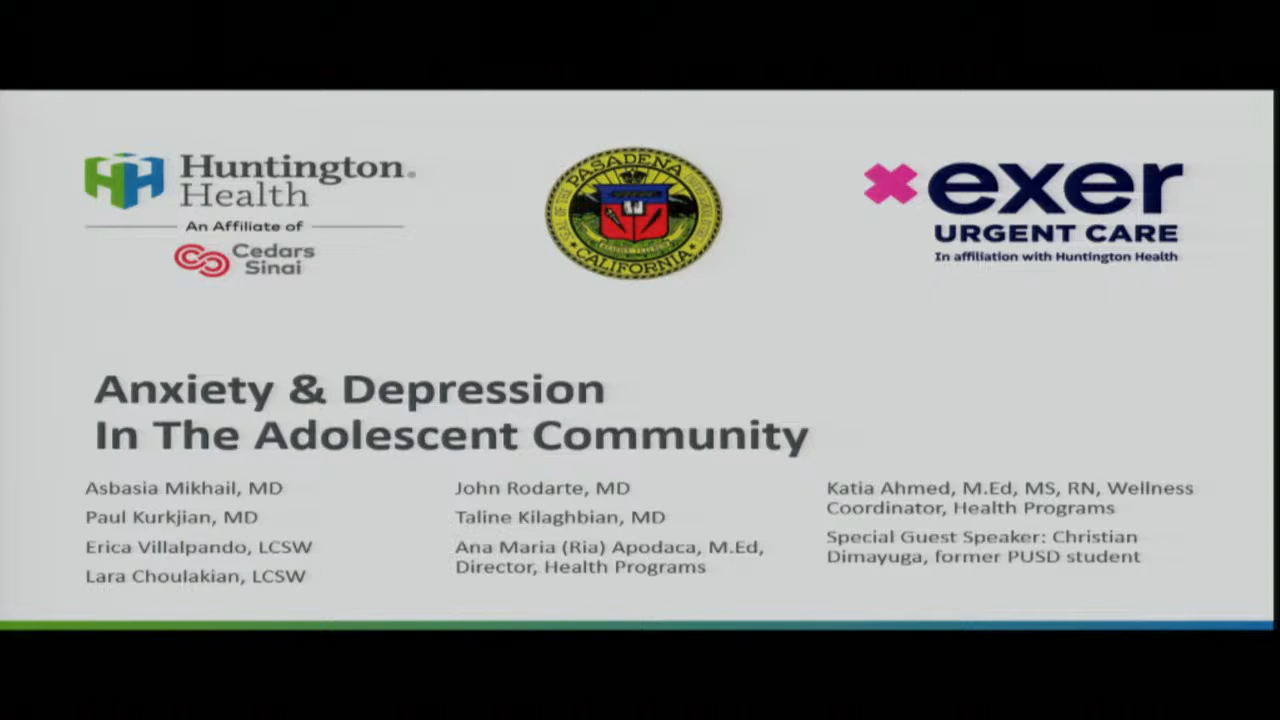 Huntington
Health
An Affiliate of
Cedars
Sinai
PASADENA
CALIFORNIA
exer
URGENT CARE
In affiliation with Huntington Health
Anxiety & Depression
In The Adolescent Community
Asbasia Mikhail, MD
Paul Kurkjian, MD
Erica Villalpando, LCSW
Lara Choulakian, LCSW
John Rodarte, MD
Taline Kilaghbian, MD
Ana Maria (Ria) Apodaca, M.Ed,
Director, Health Programs
Katia Ahmed, M.Ed, MS, RN, Wellness
Coordinator, Health Programs
Special Guest Speaker: Christian
Dimayuga, former PUSD student